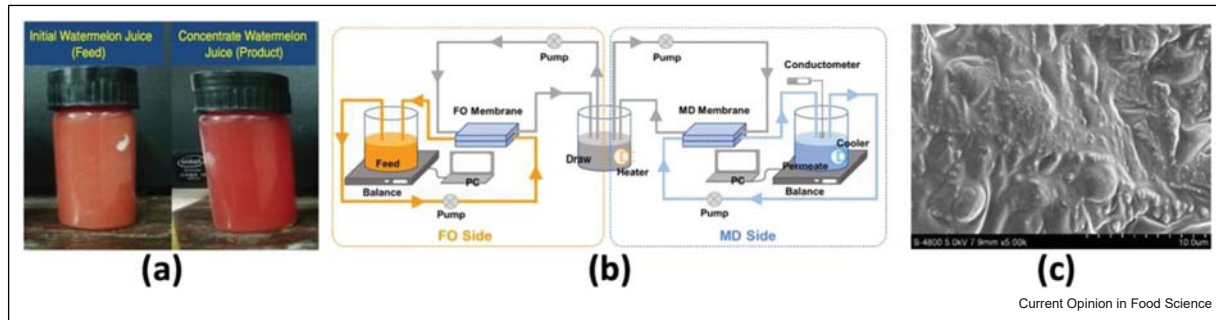 Initial Watermelon Juice
(Feed)
Concentrate Watermelon
Juice (Product)
(a)
Pump
Pump
Conductometer
FO Membrane
MD Membrane
Feed
Draw
Heater
Cooler
Permeate
PC
PC
Balance
Balance
Pump
Pump
FO Side
MD Side
(b)
S-4800 5.0kV 7.9mm x5.00k
10.0um
(c)
Current Opinion in Food Science